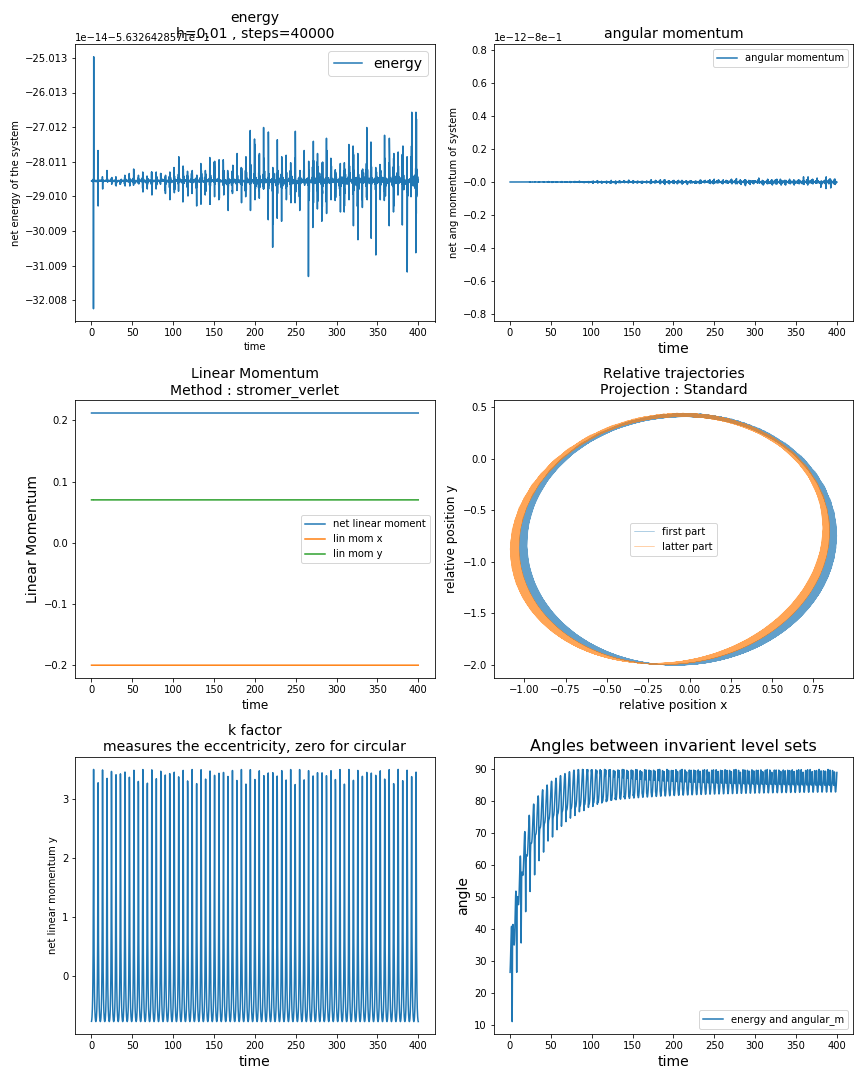 energy
h=0.01 , steps=40000
1e−14−5.6326428571e−1
−25.013
−26.013
−27.012
−28.011
−29.010
−30.009
−31.009
−32.008
net energy of the system
energy
0 50 100 150 200 250 300 350 400
time
angular momentum
1e−12−8e−1
0.8
0.6
0.4
0.2
−0.0
−0.2
−0.4
−0.6
−0.8
net ang momentum of system
angular momentum
0 50 100 150 200 250 300 350 400
time
Linear Momentum
Method : stromer_verlet
0.2
0.1
0.0
−0.1
−0.2
Linear Momentum
net linear moment
lin mom x
lin mom y
0 50 100 150 200 250 300 350 400
time
Relative trajectories
Projection : Standard
0.5
0.0
−0.5
−1.0
−1.5
−2.0
relative position y
first part
latter part
−1.00 −0.75 −0.50 −0.25 0.00 0.25 0.50 0.75
relative position x
k factor
measures the eccentricity, zero for circular
3
2
1
0
net linear momentum y
0 50 100 150 200 250 300 350 400
time
Angles between invarient level sets
90
80
70
60
50
40
30
20
10
angle
energy and angular_m
0 50 100 150 200 250 300 350 400
time